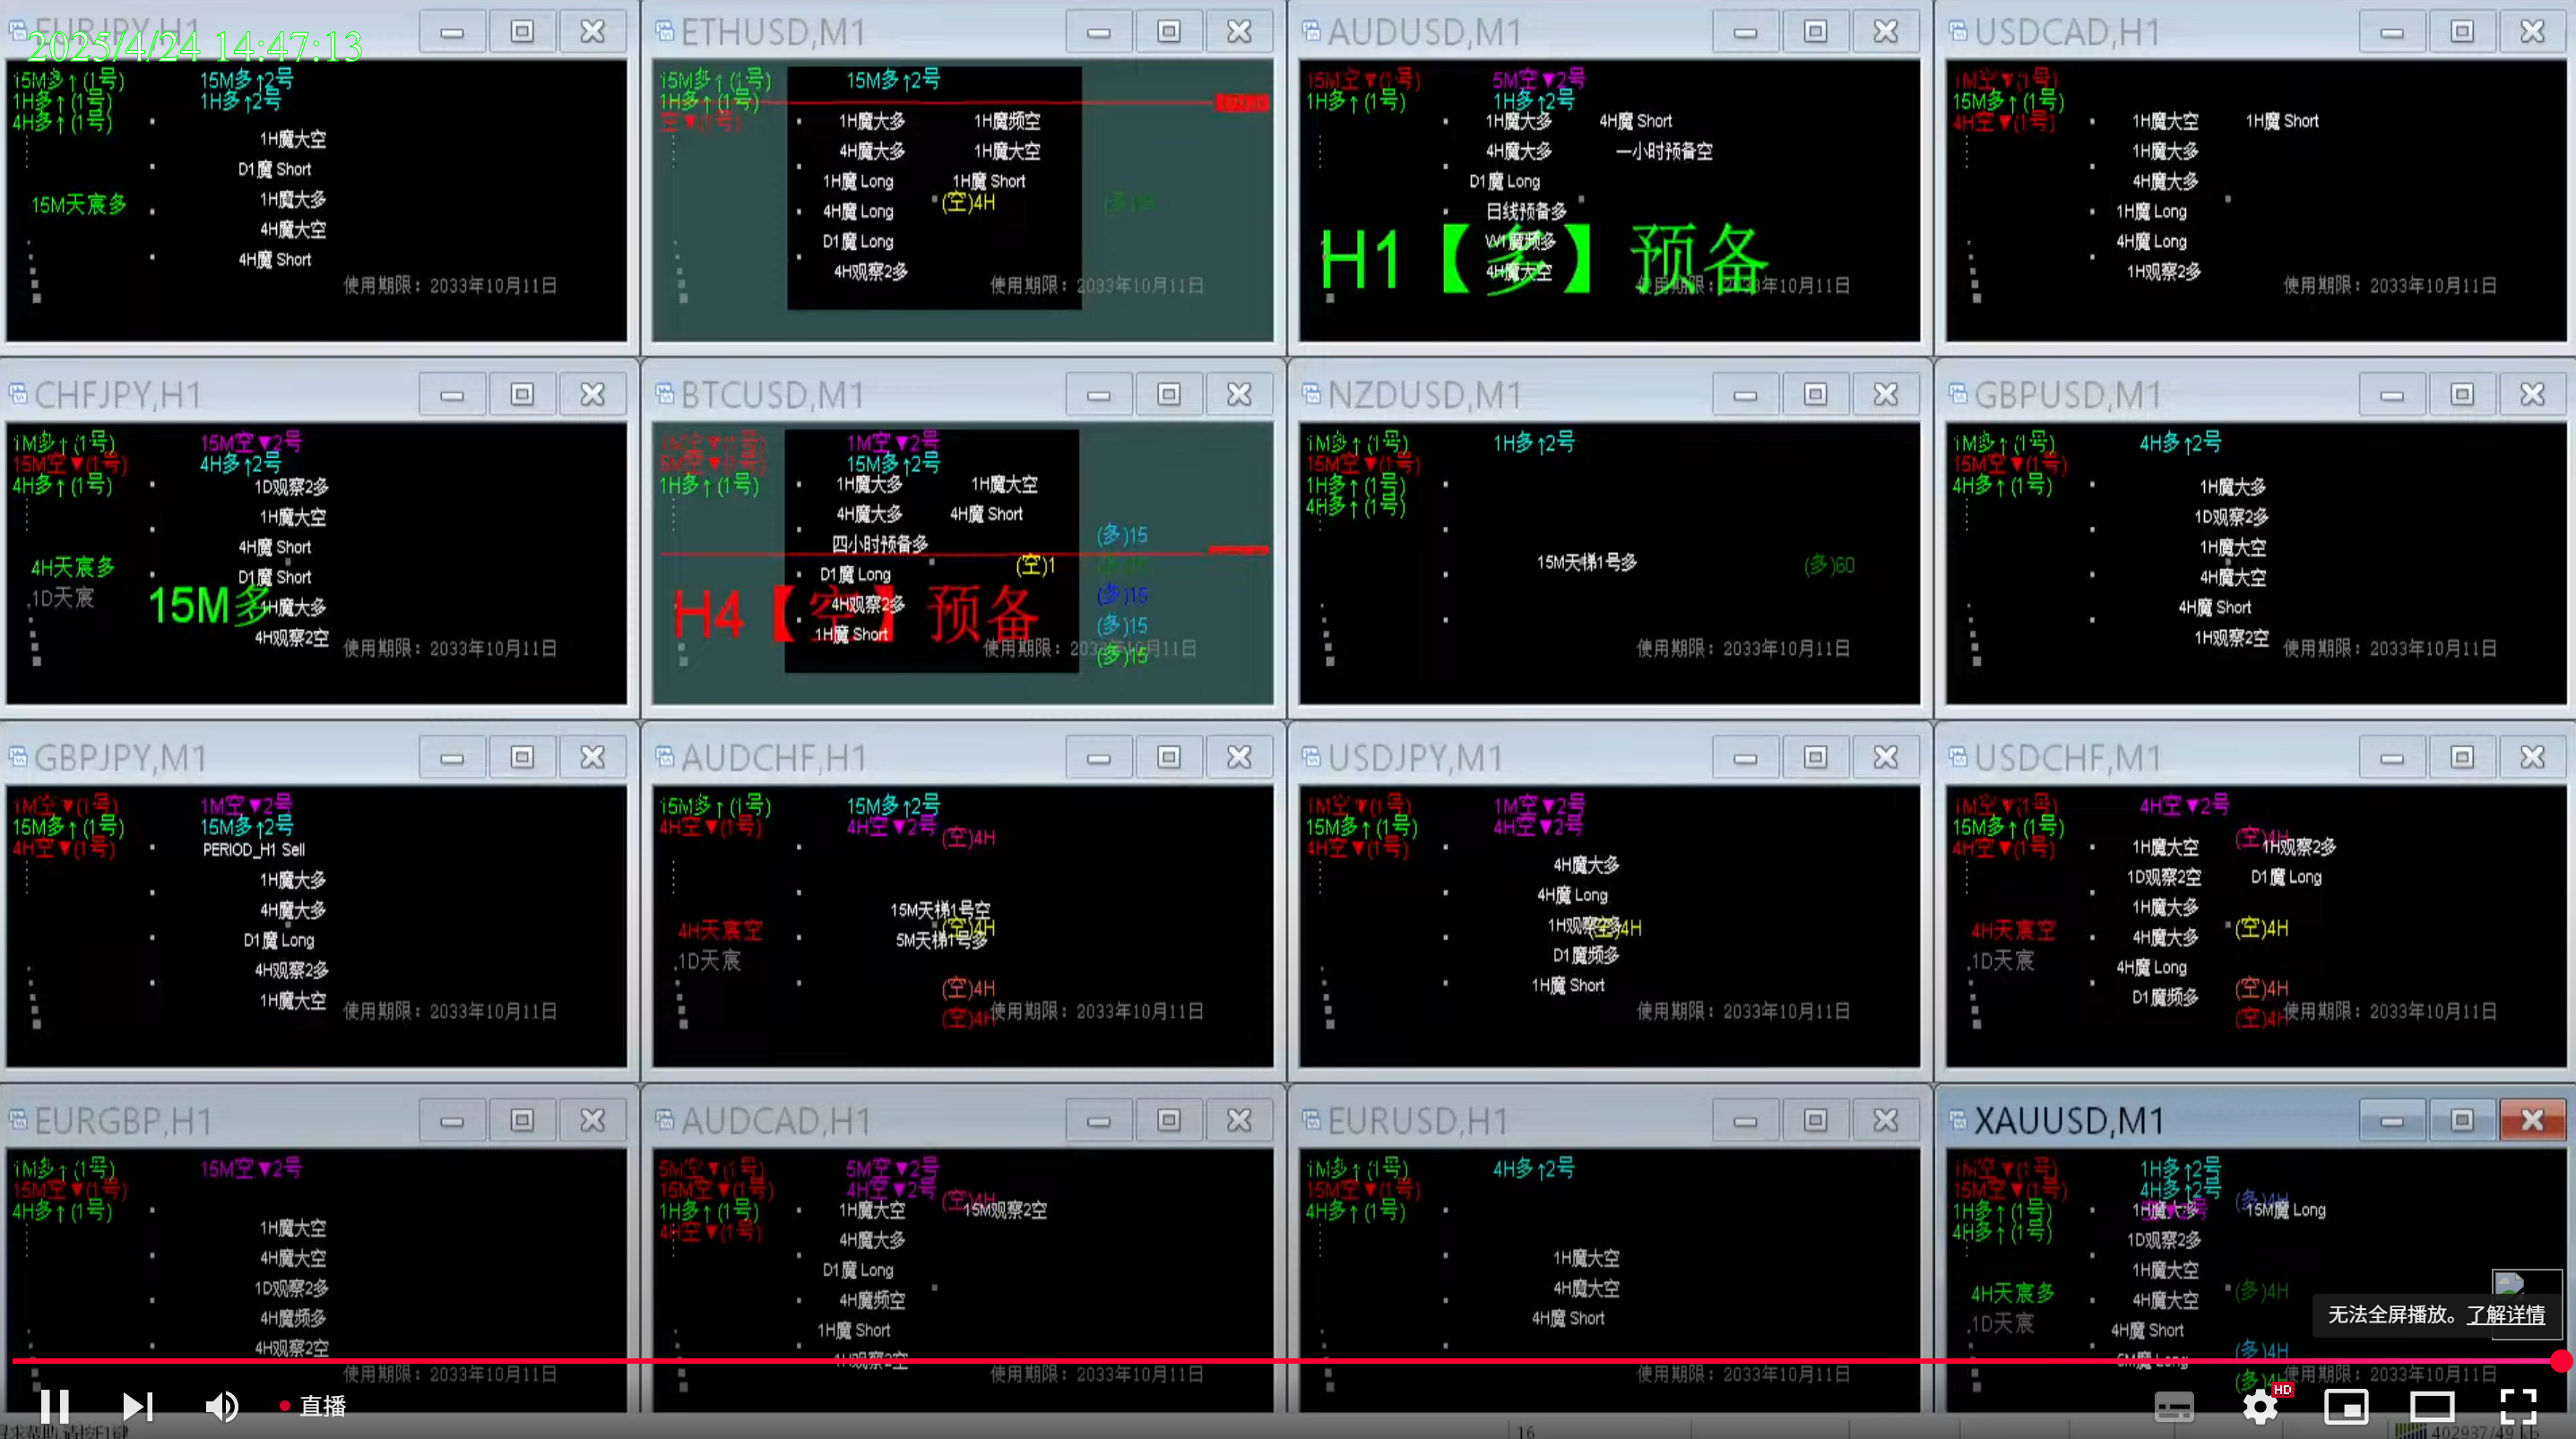 EURJPY,H1
2025/4/24 14:47:13
15M多↑(1号)
15M多↑2号
1H多↑(1号)
1H多↑2号
4H多↑(1号)
1H魔大空
D1魔 Short
1H魔大多
15M天宸多
4H魔大空
4H魔 Short
使用期限：2033年10月11日
ETHUSD,M1
15M多↑(1号)
15M多↑2号
1H多↑(1号)
空▼(1号)
1H魔大多
1H魔频空
4H魔大多
1H魔大空
1H魔 Long
1H魔 Short
(空)4H
4H魔 Long
D1魔 Long
4H观察2多
使用期限：2033年10月11日
AUDUSD,M1
15M空▼(1号)
5M空▼2号
1H多↑(1号)
1H多↑2号
1H魔大多
4H魔 Short
4H魔大多
一小时预备空
D1魔 Long
日线预备多
W1魔频多
H1【多】预备
4H魔大空
使用期限：2033年10月11日
USDCAD,H1
1M空▼(1号)
15M多↑(1号)
4H空▼(1号)
1H魔大空
1H魔 Short
1H魔大多
4H魔大多
1H魔 Long
4H魔 Long
1H观察2多
使用期限：2033年10月11日
CHFJPY,H1
1M多↑(1号)
15M空▼2号
15M空▼(1号)
4H多↑2号
4H多↑(1号)
1D观察2多
1H魔大空
4H魔 Short
4H天宸多
D1魔 Short
.1D天宸
15M多
1H魔大多
4H观察2空
使用期限：2033年10月11日
BTCUSD,M1
1M空▼(1号)
1M空▼2号
5M空▼(1号)
15M多↑2号
1H多↑(1号)
1H魔大多
1H魔大空
4H魔大多
4H魔 Short
(多)15
四小时预备多
(空)1
D1魔 Long
(多)15
4H观察2多
H4【空】预备
(多)15
1H魔 Short
使用期限：2033年10月11日
(多)15
NZDUSD,M1
1M多↑(1号)
1H多↑2号
15M空▼(1号)
1H多↑(1号)
4H多↑(1号)
15M天梯1号多
(多)60
使用期限：2033年10月11日
GBPUSD,M1
1M多↑(1号)
4H多↑2号
15M空▼(1号)
4H多↑(1号)
1H魔大多
1D观察2多
1H魔大空
4H魔大空
4H魔 Short
1H观察2空
使用期限：2033年10月11日
GBPJPY,M1
1M空▼(1号)
1M空▼2号
15M多↑(1号)
15M多↑2号
4H空▼(1号)
PERIOD_H1 Sell
1H魔大多
4H魔大多
D1魔 Long
4H观察2多
1H魔大空
使用期限：2033年10月11日
AUDCHF,H1
15M多↑(1号)
15M多↑2号
4H空▼(1号)
4H空▼2号
(空)4H
15M天梯1号空
4H天宸空
(空)4H
5M天梯1号多
.1D天宸
(空)4H
(空)4H
使用期限：2033年10月11日
USDJPY,M1
1M空▼(1号)
1M空▼2号
15M多↑(1号)
4H空▼2号
4H空▼(1号)
4H魔大多
4H魔 Long
1H观察2多
(空)4H
D1魔频多
1H魔 Short
使用期限：2033年10月11日
USDCHF,M1
1M空▼(1号)
4H空▼2号
15M多↑(1号)
4H空▼(1号)
(空)4H
1H魔大空
1H观察2多
1D观察2空
D1魔 Long
1H魔大多
4H天宸空
4H魔大多
(空)4H
.1D天宸
4H魔 Long
(空)4H
D1魔频多
(空)4H
使用期限：2033年10月11日
EURGBP,H1
1M多↑(1号)
15M空▼2号
15M空▼(1号)
4H多↑(1号)
1H魔大空
4H魔大空
1D观察2多
4H魔频多
4H观察2空
使用期限：2033年10月11日
AUDCAD,H1
5M空▼(1号)
5M空▼2号
15M空▼(1号)
4H空▼2号
(空)4H
1H多↑(1号)
1H魔大空
15M观察2空
4H空▼(1号)
4H魔大多
D1魔 Long
4H魔频空
1H魔 Short
1H观察2空
使用期限：2033年10月11日
EURUSD,H1
1M多↑(1号)
4H多↑2号
15M空▼(1号)
4H多↑(1号)
1H魔大空
4H魔大空
4H魔 Short
使用期限：2033年10月11日
XAUUSD,M1
1M空▼(1号)
1H多↑2号
15M空▼(1号)
4H多↑2号
(多)4H
1H多↑(1号)
1H魔大多
15M魔 Long
4H多↑(1号)
1D观察2多
1H魔大空
4H天宸多
4H魔大空
(多)4H
.1D天宸
4H魔 Short
(多)4H
5M魔 Long
(多)4H
使用期限：2033年10月11日
无法全屏播放。了解详情
直播
HD
16
402937/49 kb